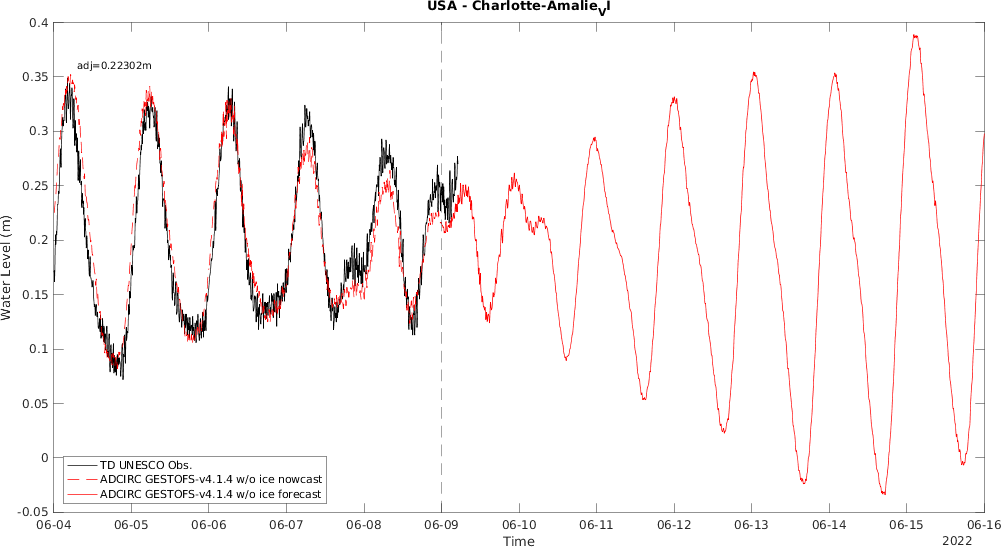 USA - Charlotte-Amalie_VI
adj=0.22302m
0.4
0.35
0.3
0.25
0.2
0.15
0.1
0.05
0
-0.05
Water Level (m)
TD UNESCO Obs.
ADCIRC GESTOFS-v4.1.4 w/o ice nowcast
ADCIRC GESTOFS-v4.1.4 w/o ice forecast
06-04 06-05 06-06 06-07 06-08 06-09 06-10 06-11 06-12 06-13 06-14 06-15 06-16
Time
2022